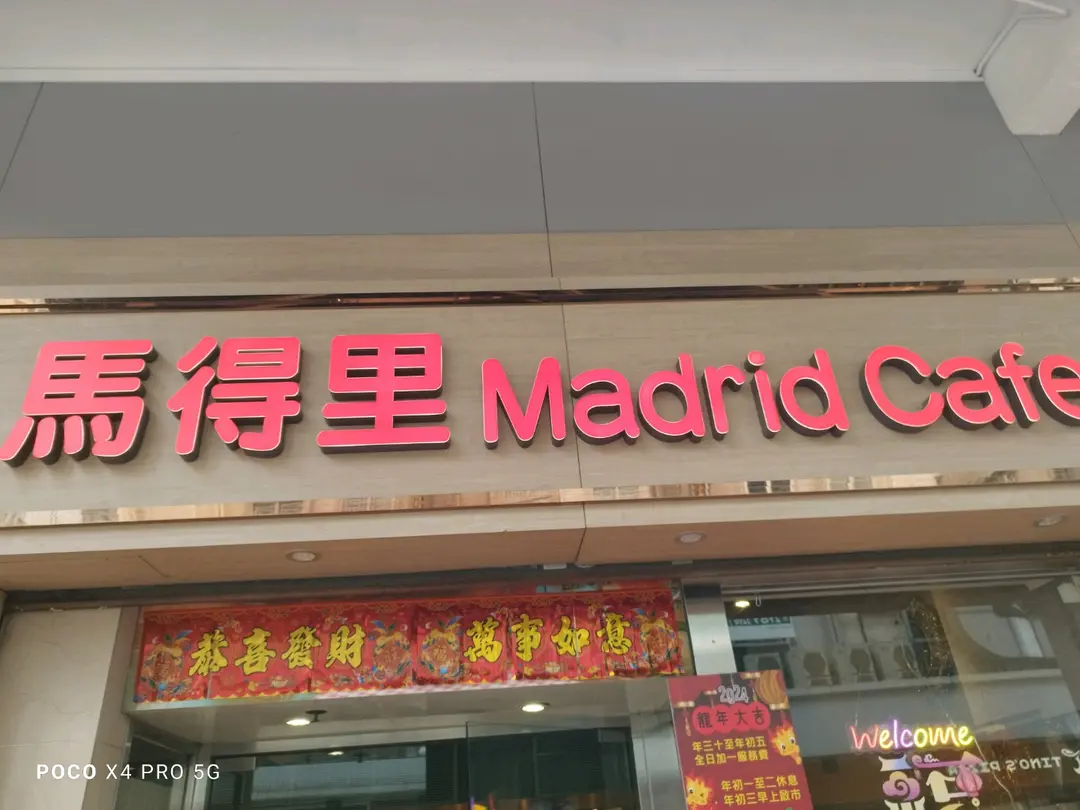 馬得里 Madrid Cafe
恭喜發財 萬事如意
2024
龍年大吉
年三十至年初五
全日加一服務費
年初一至二休息
年初三早上啟市
Welcome
TINO'S PIZZA
POCO X4 PRO 5G